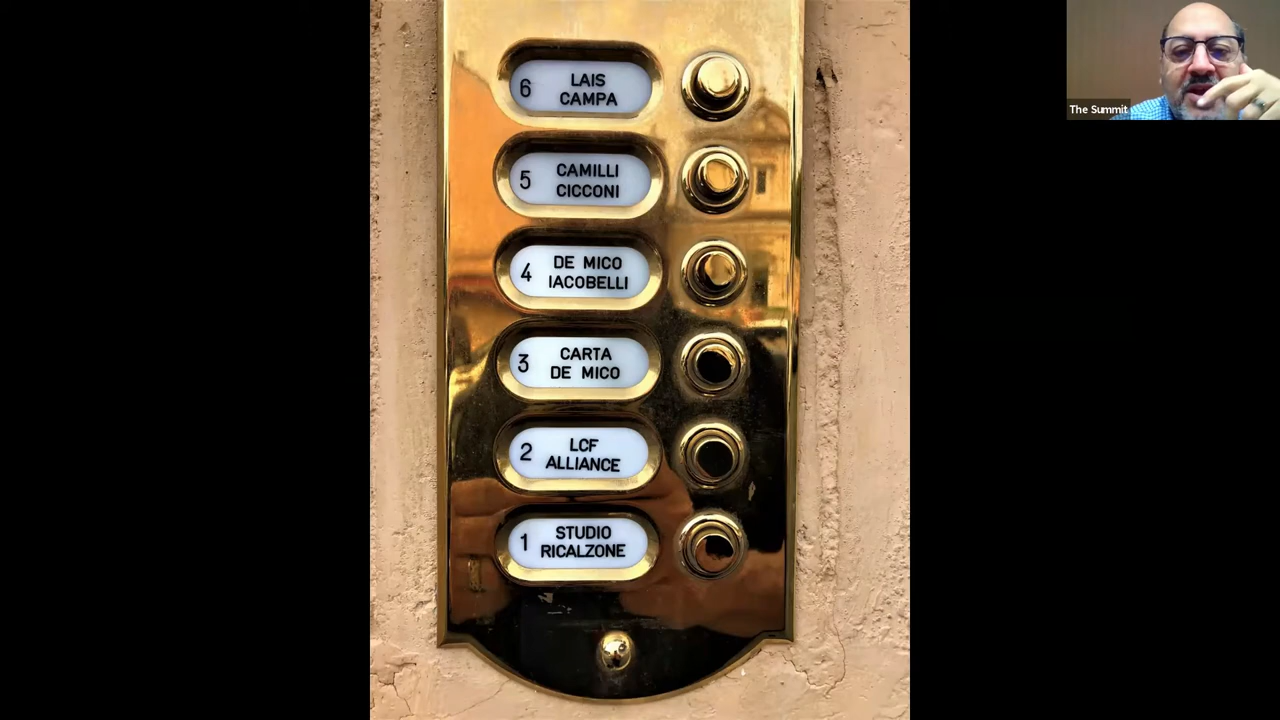 6 LAIS
CAMPA
5 CAMILLI
CICCONI
4 DE MICO
IACOBELLI
3 CARTA
DE MICO
2 LCF
ALLIANCE
1 STUDIO
RICALZONE
The Summit